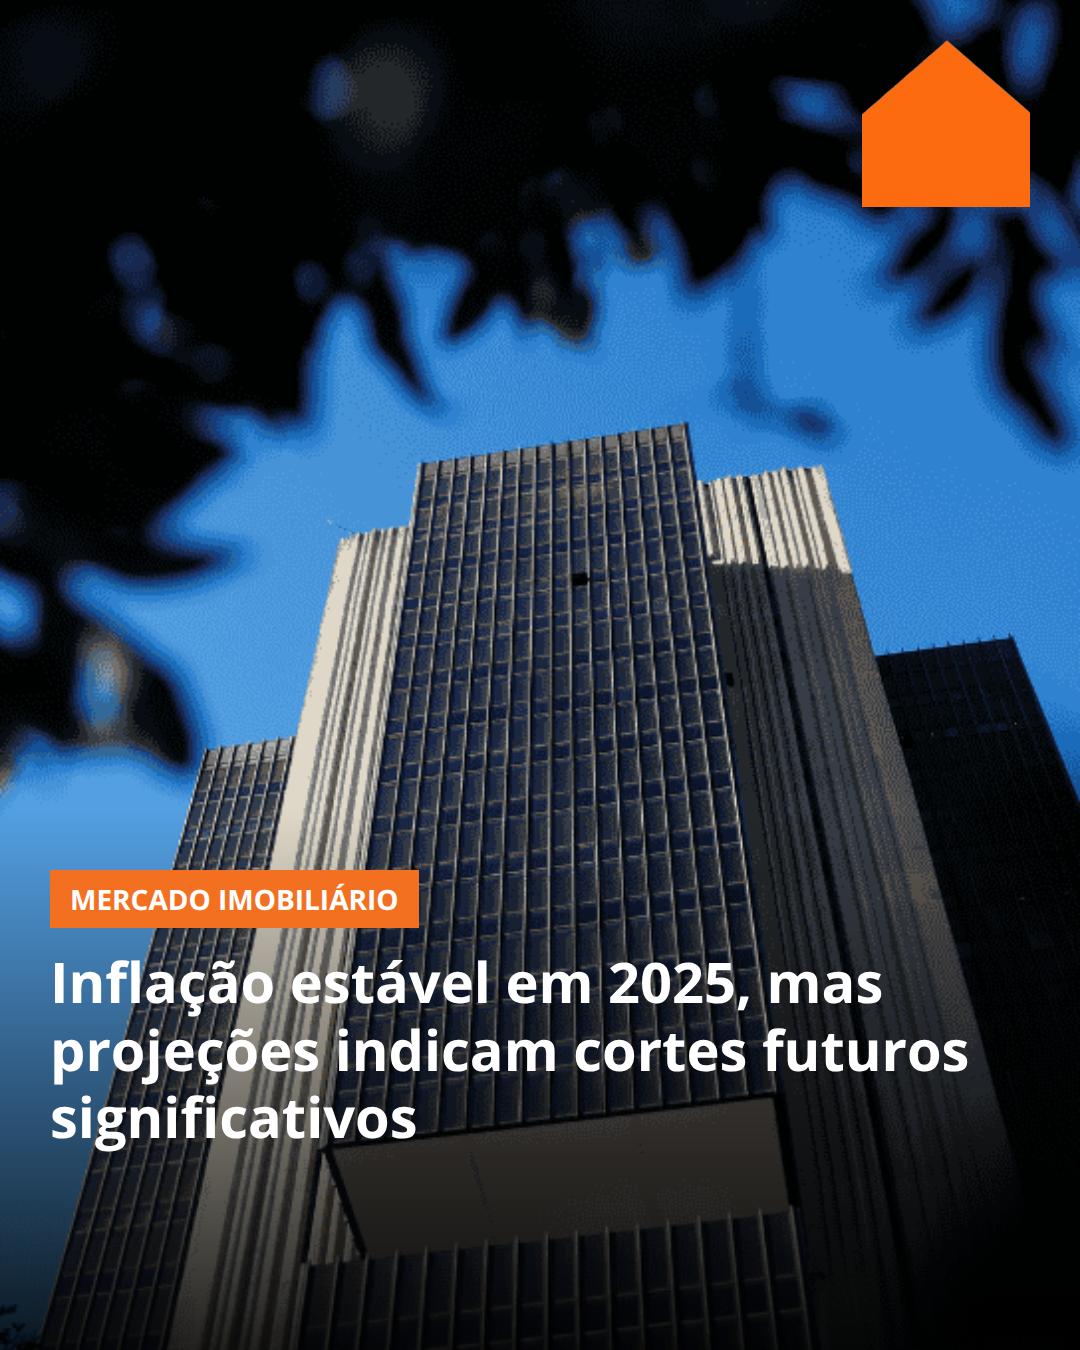 MERCADO IMOBILIÁRIO
Inflação estável em 2025, mas
projeções indicam cortes futuros
significativos